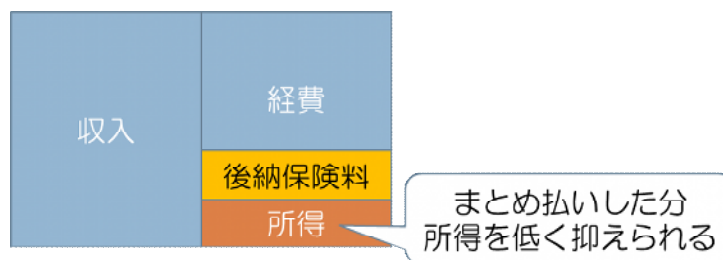 収入
経費
後納保険料
所得
まとめ払いした分
所得を低く抑えられる